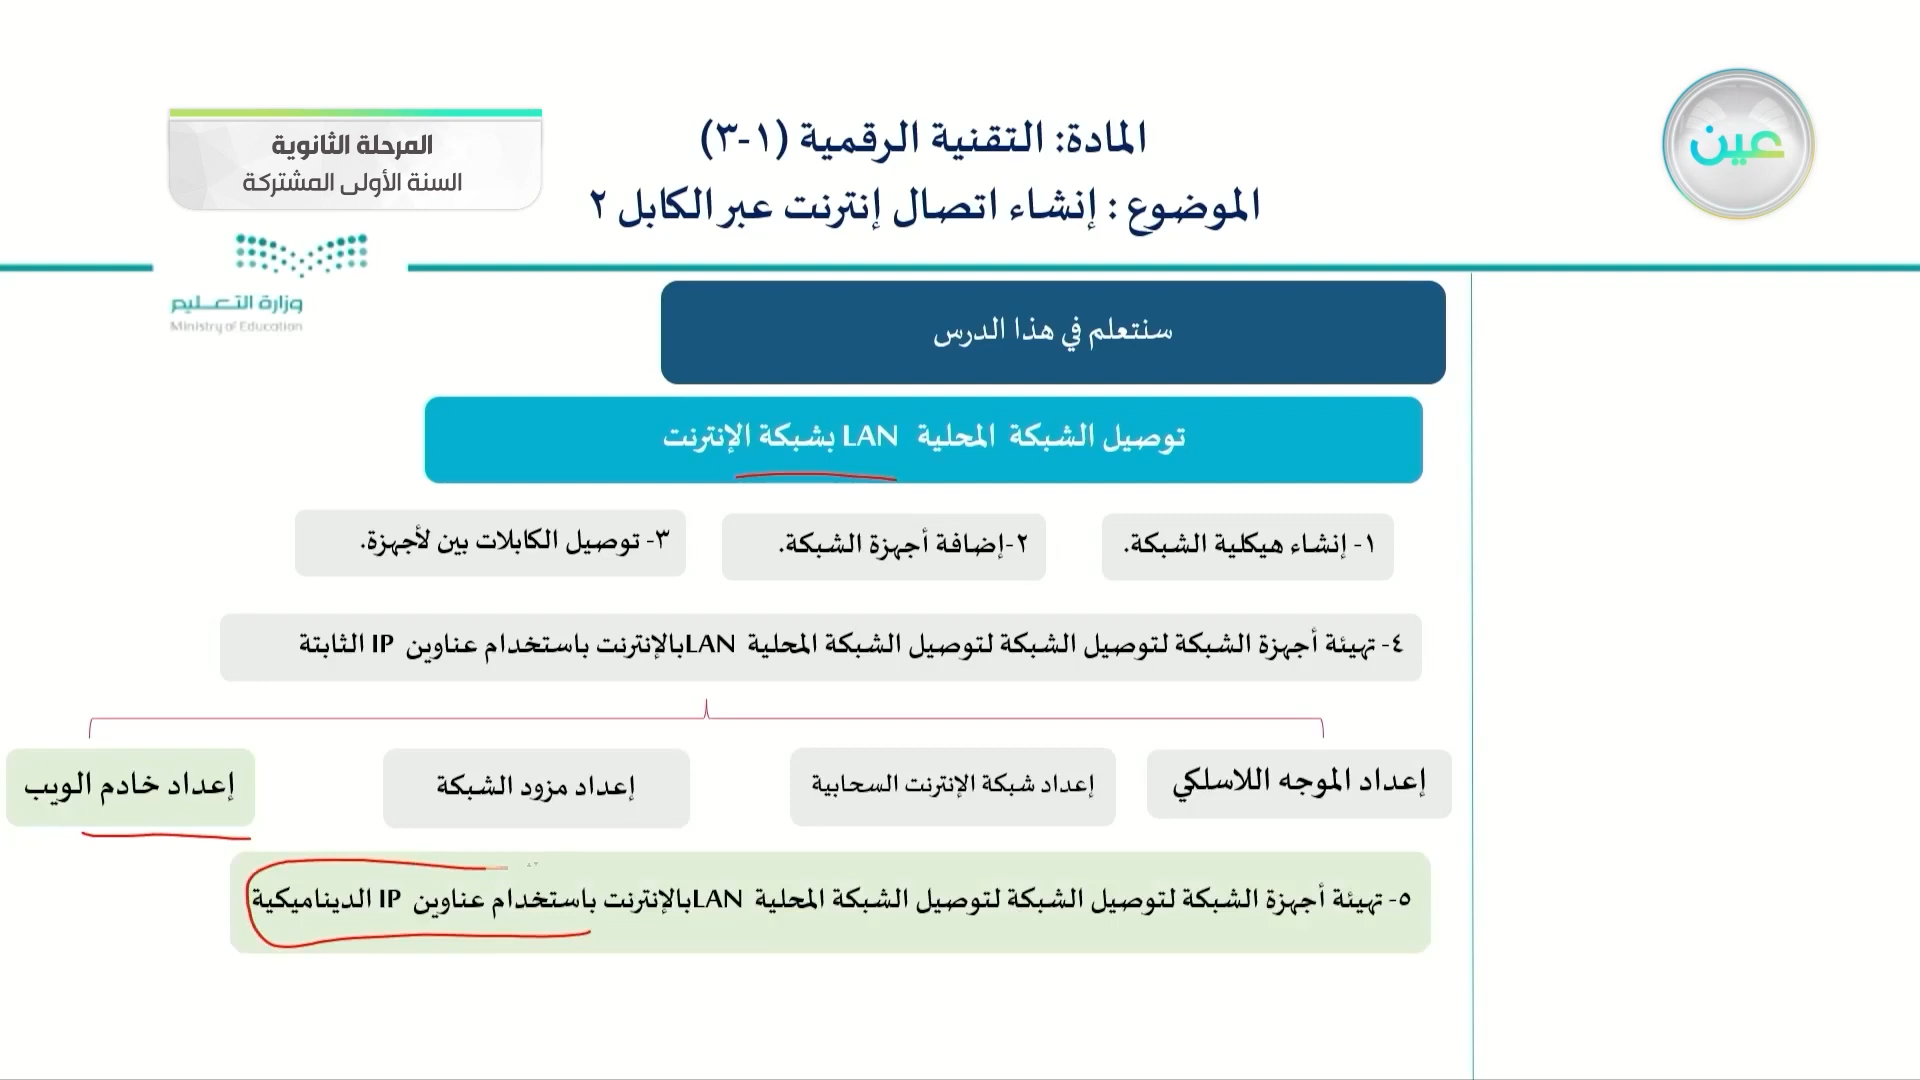 عين
المادة: التقنية الرقمية (١-٣)
الموضوع : إنشاء اتصال إنترنت عبر الكابل ٢
المرحلة الثانوية
السنة الأولى المشتركة
وزارة التعليم
Ministry of Education
سنتعلم في هذا الدرس
توصيل الشبكة المحلية LAN بشبكة الإنترنت
١- إنشاء هيكلية الشبكة.
٢-إضافة أجهزة الشبكة.
٣- توصيل الكابلات بين لأجهزة.
٤- تهيئة أجهزة الشبكة لتوصيل الشبكة لتوصيل الشبكة المحلية LANبالإنترنت باستخدام عناوين IP الثابتة
إعداد الموجه اللاسلكي
إعداد شبكة الإنترنت السحابية
إعداد مزود الشبكة
إعداد خادم الويب
٥- تهيئة أجهزة الشبكة لتوصيل الشبكة لتوصيل الشبكة المحلية LANبالإنترنت باستخدام عناوين IP الديناميكية